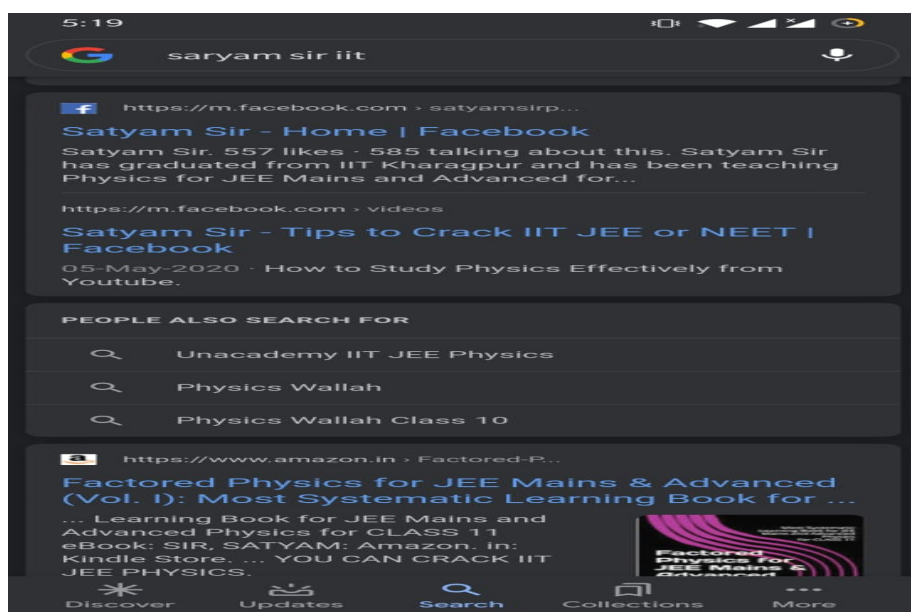 5:19
saryam sir iit
https://m.facebook.com › satyamsirp...
Satyam Sir - Home | Facebook
Satyam Sir. 557 likes · 585 talking about this. Satyam Sir
has graduated from IIT Kharagpur and has been teaching
Physics for JEE Mains and Advanced for...
https://m.facebook.com › videos
Satyam Sir - Tips to Crack IIT JEE or NEET |
Facebook
05-May-2020 · How to Study Physics Effectively from
Youtube.
PEOPLE ALSO SEARCH FOR
Unacademy IIT JEE Physics
Physics Wallah
Physics Wallah Class 10
https://www.amazon.in › Factored-P...
Factored Physics for JEE Mains & Advanced
(Vol. I): Most Systematic Learning Book for ...
... Learning Book for JEE Mains and
Advanced Physics for CLASS 11
eBook: SIR, SATYAM: Amazon. in:
Kindle Store. ... YOU CAN CRACK IIT
JEE PHYSICS.
Factored
Physics for
JEE Mains &
Advanced
Discover Updates Search Collections More